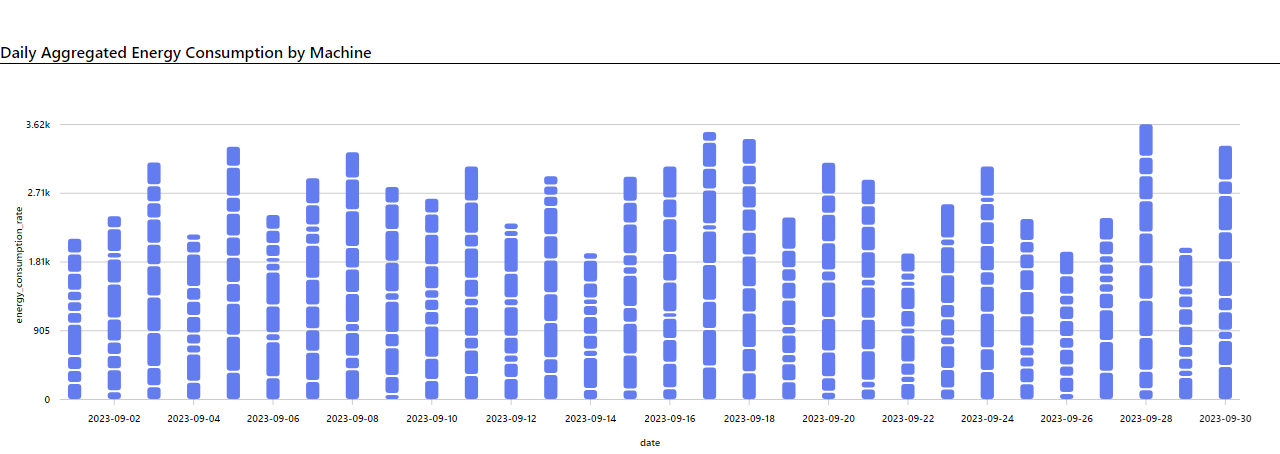 Daily Aggregated Energy Consumption by Machine
3.62k
2.71k
1.81k
905
0
energy_consumption_rate
2023-09-02
2023-09-04
2023-09-06
2023-09-08
2023-09-10
2023-09-12
2023-09-14
2023-09-16
2023-09-18
2023-09-20
2023-09-22
2023-09-24
2023-09-26
2023-09-28
2023-09-30
date